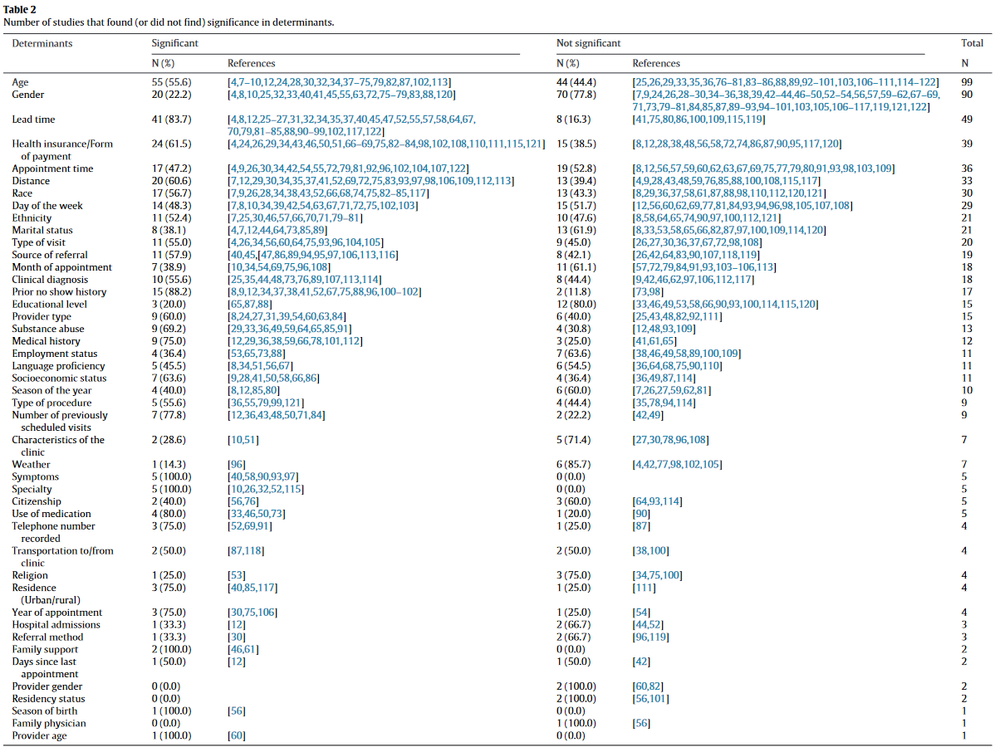 Table 2
Number of studies that found (or did not find) significance in determinants.
Determinants Significant Not significant Total
N (%) References N (%) References N
Age 55 (55.6) [4,7–10,12,24,28,30,32,34,37–75,79,82,87,102,113] 44 (44.4) [25,26,29,33,35,36,76–81,83–86,88,89,92–101,103,106–111,114–122] 99
Gender 20 (22.2) [4,8,10,25,32,33,40,41,45,55,63,72,75–79,83,88,120] 70 (77.8) [7,9,24,26,28–30,34–36,38,39,42–44,46–50,52–54,56,57,59–62,67–69,
71,73,79–81,84,85,87,89–93,94–101,103,105,106–117,119,121,122] 90
Lead time 41 (83.7) [4,8,12,25–27,31,32,34,35,37,40,45,47,52,55,57,58,64,67, 8 (16.3) [41,75,80,86,100,109,115,119] 49
70,79,81–85,88,90–99,102,117,122]
Health insurance/Form 24 (61.5) [4,24,26,29,34,43,46,50,51,66–69,75,82–84,98,102,108,110,111,115,121] 15 (38.5) [8,12,28,38,48,56,58,72,74,86,87,90,95,117,120] 39
of payment
Appointment time 17 (47.2) [4,9,26,30,34,42,54,55,72,79,81,92,96,102,104,107,122] 19 (52.8) [8,12,56,57,59,60,62,63,67,69,75,77,79,80,91,93,98,103,109] 36
Distance 20 (60.6) [7,12,29,30,34,35,37,41,52,69,72,75,83,93,97,98,106,109,112,113] 13 (39.4) [4,9,28,43,48,59,76,85,88,100,108,115,117] 33
Race 17 (56.7) [7,9,26,28,34,38,43,52,66,68,74,75,82–85,117] 13 (43.3) [8,29,36,37,58,61,87,88,98,110,112,120,121] 30
Day of the week 14 (48.3) [7,8,10,34,39,42,54,63,67,71,72,75,102,103] 15 (51.7) [12,56,60,62,69,77,81,84,93,94,96,98,105,107,108] 29
Ethnicity 11 (52.4) [7,25,30,46,57,66,70,71,79–81] 10 (47.6) [8,58,64,65,74,90,97,100,112,121] 21
Marital status 8 (38.1) [4,7,12,44,64,73,85,89] 13 (61.9) [8,33,53,58,65,66,82,87,97,100,109,114,120] 21
Type of visit 11 (55.0) [4,26,34,56,60,64,75,93,96,104,105] 9 (45.0) [26,27,30,36,37,67,72,98,108] 20
Source of referral 11 (57.9) [40,45,[47,86,89,94,95,97,106,113,116] 8 (42.1) [26,42,64,83,90,107,118,119] 19
Month of appointment 7 (38.9) [10,34,54,69,75,96,108] 11 (61.1) [57,72,79,84,91,93,103–106,113] 18
Clinical diagnosis 10 (55.6) [25,35,44,48,73,76,89,107,113,114] 8 (44.4) [9,42,46,62,97,106,112,117] 18
Prior no show history 15 (88.2) [8,9,12,34,37,38,41,52,67,75,88,96,100–102] 2 (11.8) [73,98] 17
Educational level 3 (20.0) [65,87,88] 12 (80.0) [33,46,49,53,58,66,90,93,100,114,115,120] 15
Provider type 9 (60.0) [8,24,27,31,39,54,60,63,84] 6 (40.0) [25,43,48,82,92,111] 15
Substance abuse 9 (69.2) [29,33,36,49,59,64,65,85,91] 4 (30.8) [12,48,93,109] 13
Medical history 9 (75.0) [12,29,36,38,59,66,78,101,112] 3 (25.0) [41,61,65] 12
Employment status 4 (36.4) [53,65,73,88] 7 (63.6) [38,46,49,58,89,100,109] 11
Language proficiency 5 (45.5) [8,34,51,56,67] 6 (54.5) [36,64,68,75,90,110] 11
Socioeconomic status 7 (63.6) [9,28,41,50,58,66,86] 4 (36.4) [36,49,87,114] 11
Season of the year 4 (40.0) [8,12,85,80] 6 (60.0) [7,26,27,59,62,81] 10
Type of procedure 5 (55.6) [36,55,79,99,121] 4 (44.4) [35,78,94,114] 9
Number of previously 7 (77.8) [12,36,43,48,50,71,84] 2 (22.2) [42,49] 9
scheduled visits
Characteristics of the 2 (28.6) [10,51] 5 (71.4) [27,30,78,96,108] 7
clinic
Weather 1 (14.3) [96] 6 (85.7) [4,42,77,98,102,105] 7
Symptoms 5 (100.0) [40,58,90,93,97] 0 (0.0) 5
Specialty 5 (100.0) [10,26,32,52,115] 0 (0.0) 5
Citizenship 2 (40.0) [56,76] 3 (60.0) [64,93,114] 5
Use of medication 4 (80.0) [33,46,50,73] 1 (20.0) [90] 5
Telephone number 3 (75.0) [52,69,91] 1 (25.0) [87] 4
recorded
Transportation to/from 2 (50.0) [87,118] 2 (50.0) [38,100] 4
clinic
Religion 1 (25.0) [53] 3 (75.0) [34,75,100] 4
Residence 3 (75.0) [40,85,117] 1 (25.0) [111] 4
(Urban/rural)
Year of appointment 3 (75.0) [30,75,106] 1 (25.0) [54] 4
Hospital admissions 1 (33.3) [12] 2 (66.7) [44,52] 3
Referral method 1 (33.3) [30] 2 (66.7) [96,119] 3
Family support 2 (100.0) [46,61] 0 (0.0) 2
Days since last 1 (50.0) [12] 1 (50.0) [42] 2
appointment
Provider gender 0 (0.0) 2 (100.0) [60,82] 2
Residency status 0 (0.0) 2 (100.0) [56,101] 2
Season of birth 1 (100.0) [56] 0 (0.0) 1
Family physician 0 (0.0) 1 (100.0) [56] 1
Provider age 1 (100.0) [60] 0 (0.0) 1